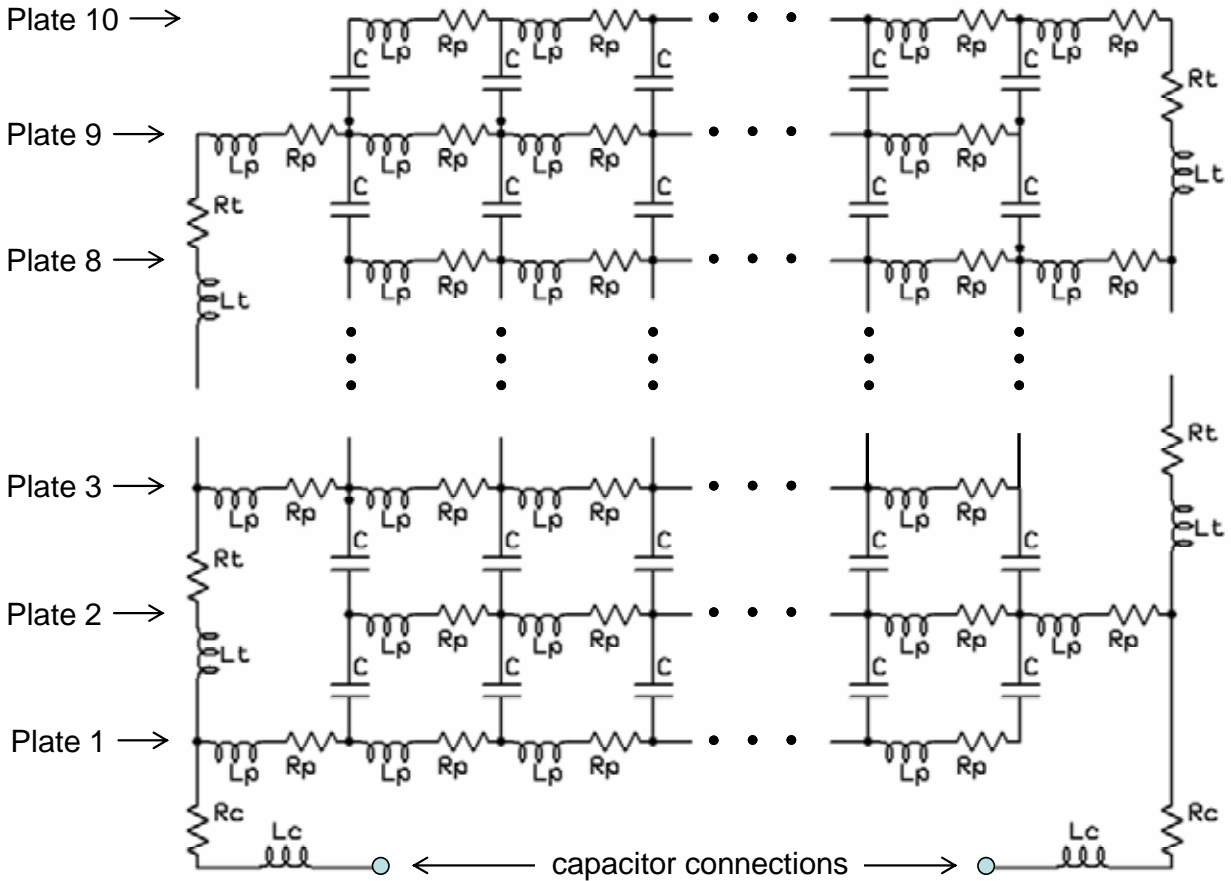 Plate 10
Lp Rp Lp Rp Lp Rp Lp Rp
C C C C C
Rt
Plate 9
Lp Rp Lp Rp Lp Rp Lp Rp
Lt
C C C C C
Rt
Plate 8
Lp Rp Lp Rp Lp Rp Lp Rp
Lt
Rt
Plate 3
Lp Rp Lp Rp Lp Rp Lp Rp
Lt
C C C C C
Rt
Plate 2
Lp Rp Lp Rp Lp Rp Lp Rp
Lt
C C C C C
Plate 1
Lp Rp Lp Rp Lp Rp Lp Rp
Rc Rc
Lc Lc
capacitor connections